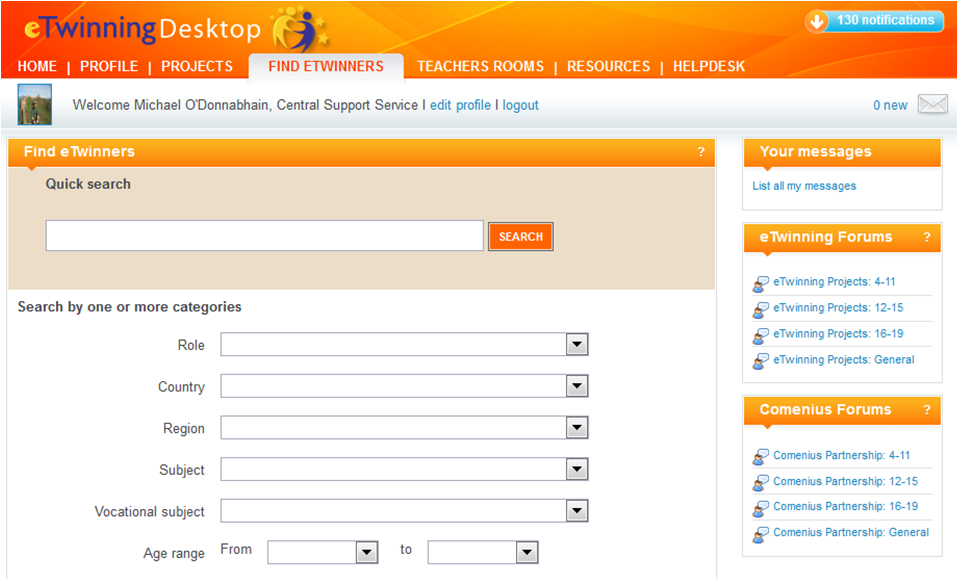 eTwinning Desktop
130 notifications
HOME | PROFILE | PROJECTS FIND ETWINNERS TEACHERS ROOMS | RESOURCES | HELPDESK
Welcome Michael O'Donnabhain, Central Support Service I edit profile I logout
0 new
Find eTwinners ?
Quick search
SEARCH
Search by one or more categories
Role
Country
Region
Subject
Vocational subject
Age range From to
Your messages
List all my messages
eTwinning Forums ?
eTwinning Projects: 4-11
eTwinning Projects: 12-15
eTwinning Projects: 16-19
eTwinning Projects: General
Comenius Forums ?
Comenius Partnership: 4-11
Comenius Partnership: 12-15
Comenius Partnership: 16-19
Comenius Partnership: General